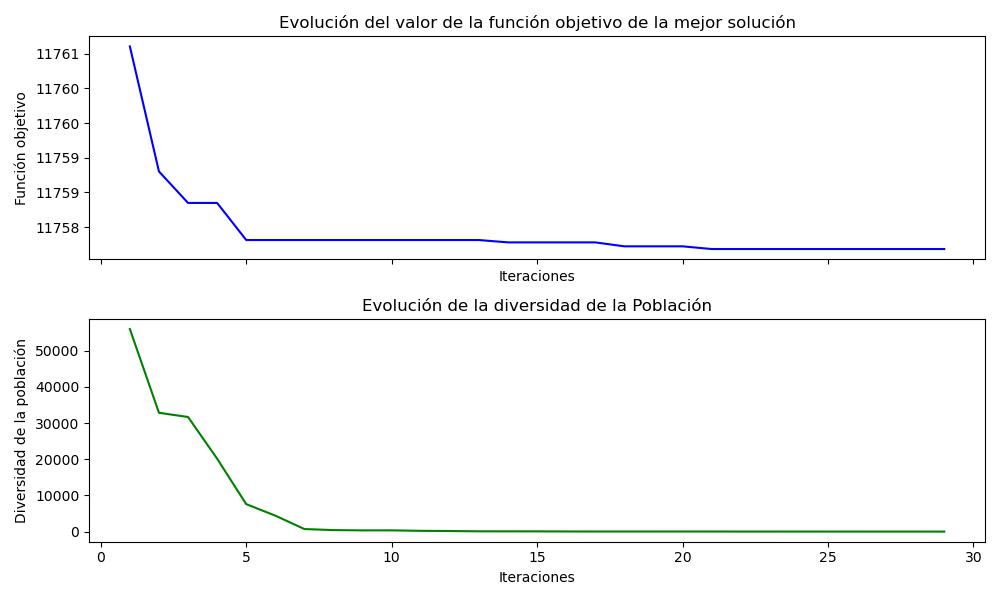 Evolución del valor de la función objetivo de la mejor solución
Función objetivo
11761
11760
11760
11759
11759
11758
Iteraciones
Evolución de la diversidad de la Población
Diversidad de la población
50000
40000
30000
20000
10000
0
0 5 10 15 20 25 30
Iteraciones